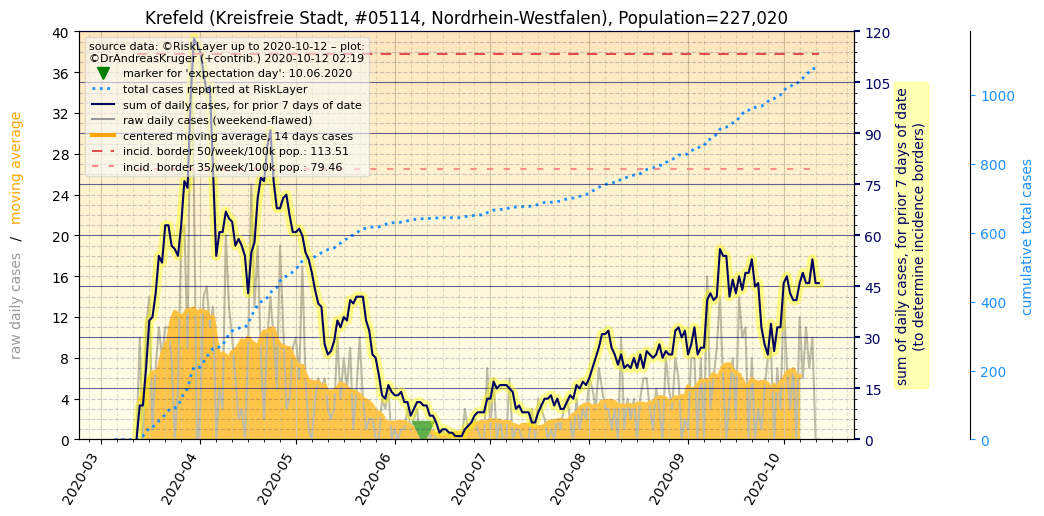 Krefeld (Kreisfreie Stadt, #05114, Nordrhein-Westfalen), Population=227,020
source data: ©RiskLayer up to 2020-10-12 – plot:
©DrAndreasKruger (+contrib.) 2020-10-12 02:19
marker for 'expectation day': 10.06.2020
total cases reported at RiskLayer
sum of daily cases, for prior 7 days of date
raw daily cases (weekend-flawed)
centered moving average, 14 days cases
incid. border 50/week/100k pop.: 113.51
incid. border 35/week/100k pop.: 79.46
raw daily cases / moving average
40
36
32
28
24
20
16
12
8
4
0
2020-03
2020-04
2020-05
2020-06
2020-07
2020-08
2020-09
2020-10
120
105
90
75
60
45
30
15
0
sum of daily cases, for prior 7 days of date
(to determine incidence borders)
1000
800
600
400
200
0
cumulative total cases